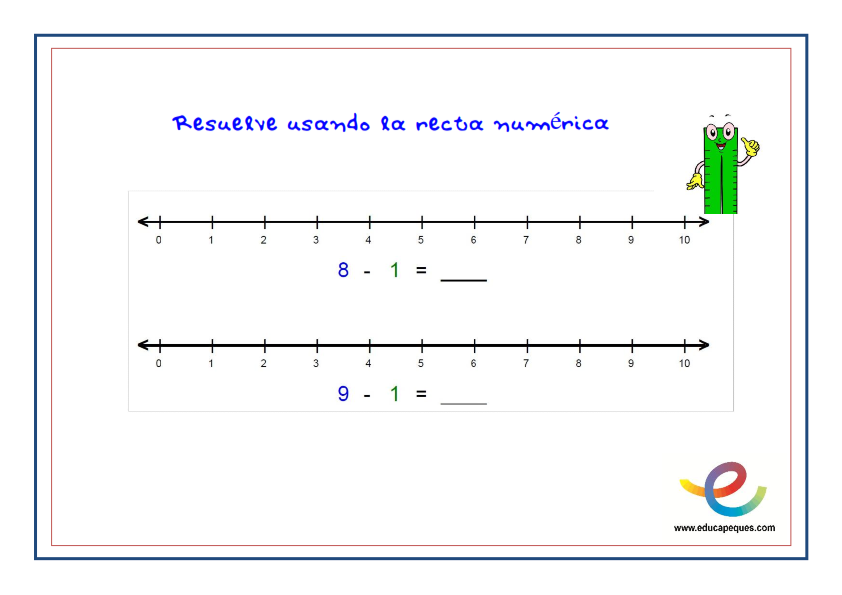 Resuelve usando la recta numérica
0 1 2 3 4 5 6 7 8 9 10
8 - 1 = ____
0 1 2 3 4 5 6 7 8 9 10
9 - 1 = ____
www.educapeques.com